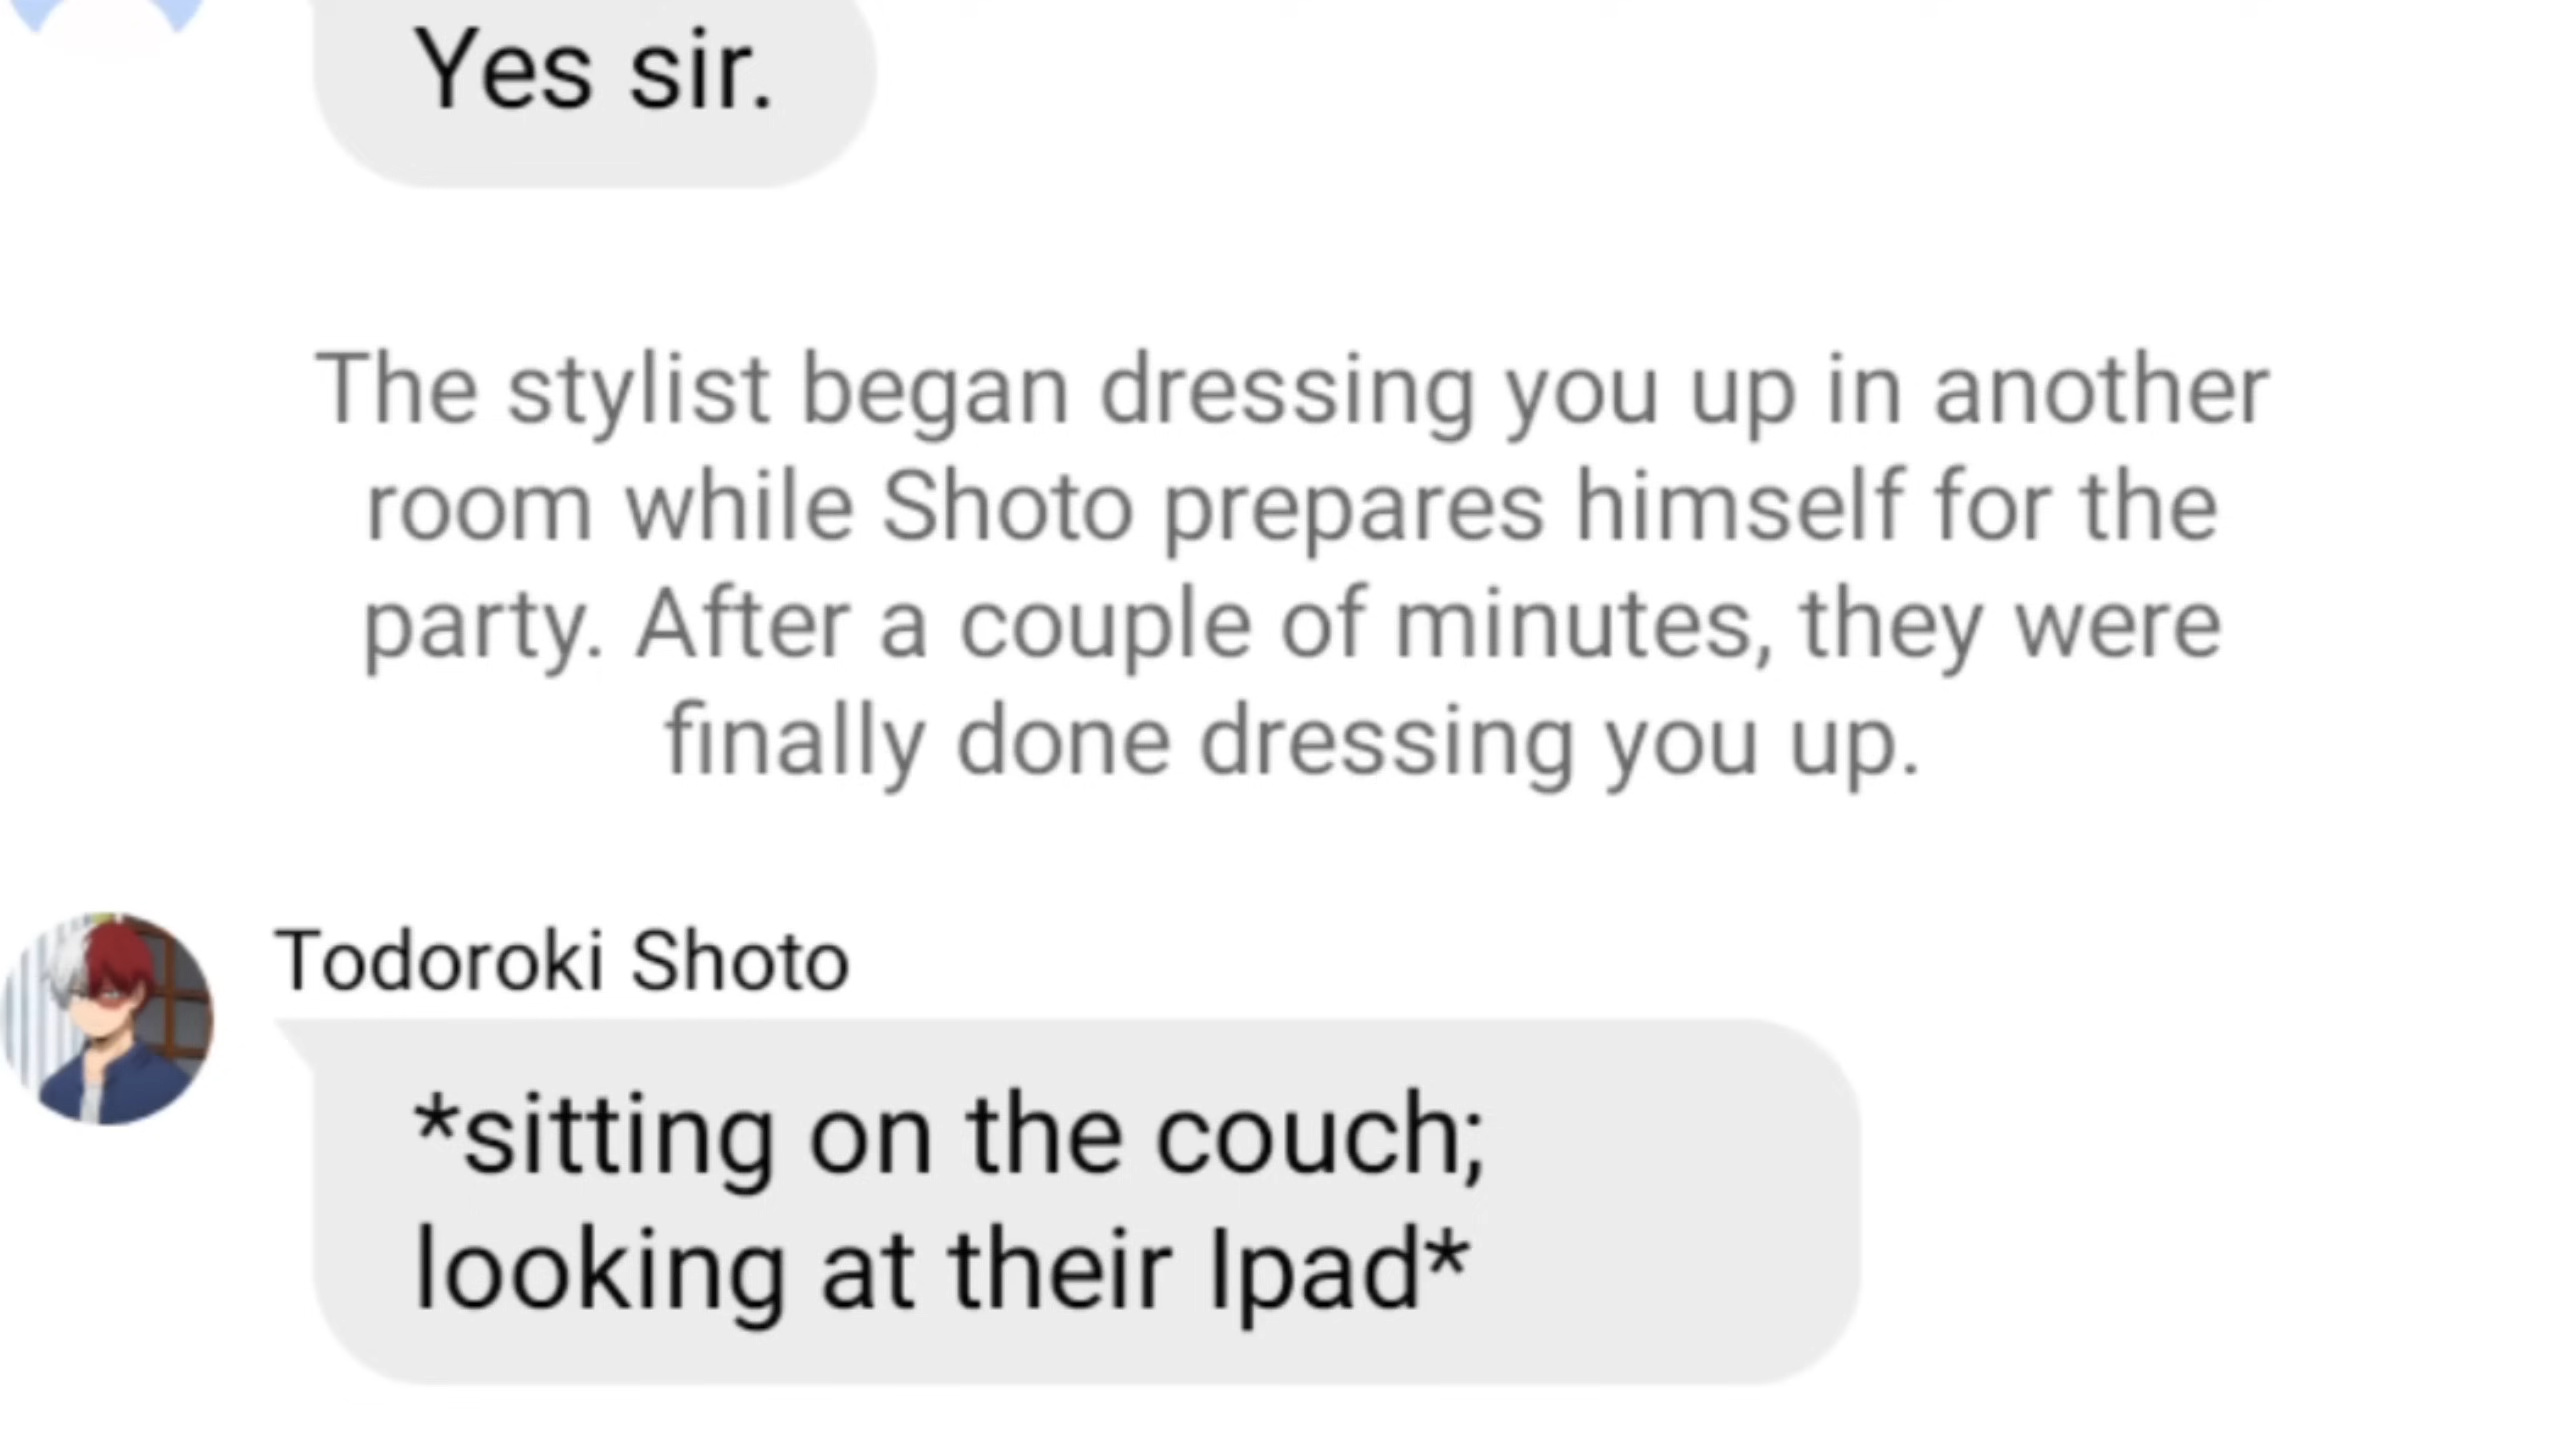 Yes sir.
The stylist began dressing you up in another
room while Shoto prepares himself for the
party. After a couple of minutes, they were
finally done dressing you up.
Todoroki Shoto
*sitting on the couch;
looking at their Ipad*